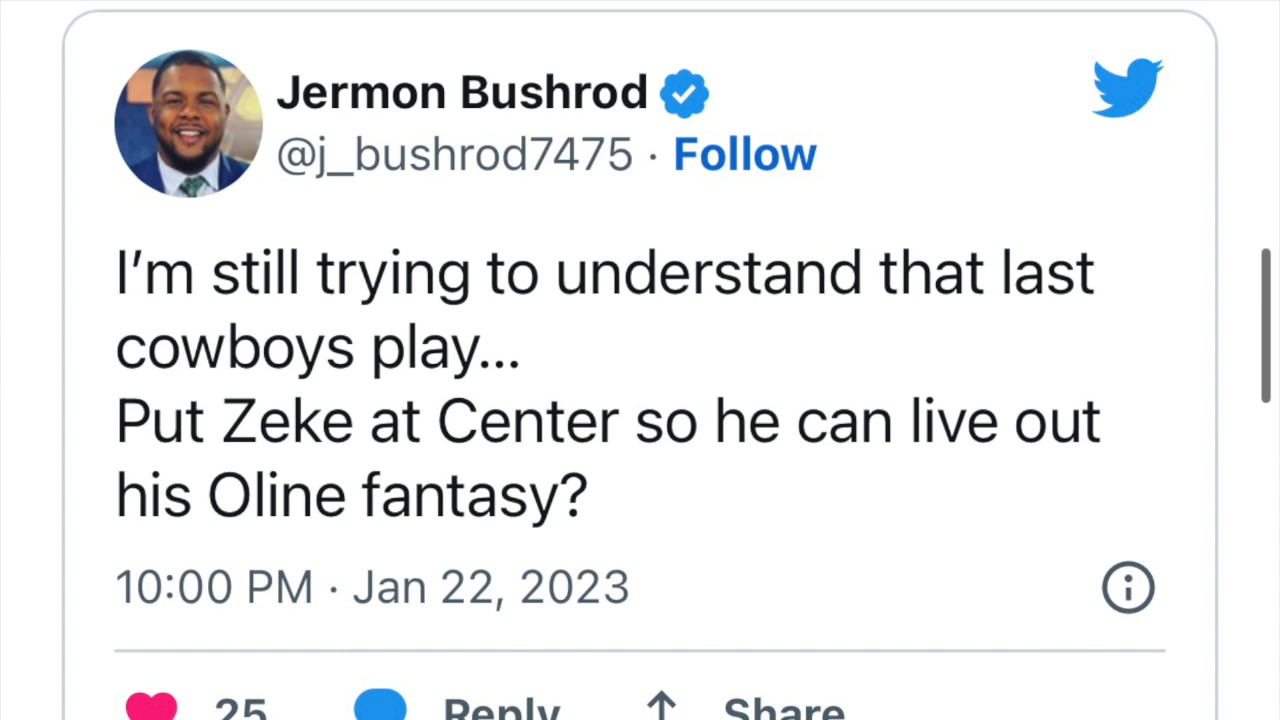 Jermon Bushrod
@j_bushrod7475 · Follow
I’m still trying to understand that last
cowboys play...
Put Zeke at Center so he can live out
his Oline fantasy?
10:00 PM · Jan 22, 2023
25 Reply Share